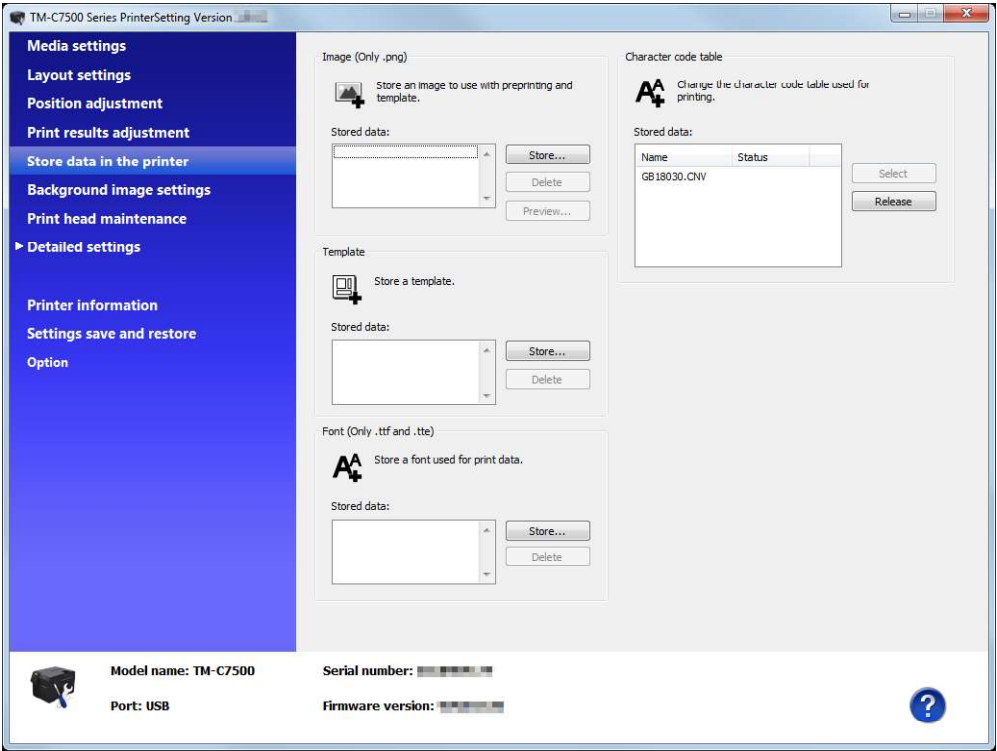 TM-C7500 Series PrinterSetting Version
Media settings
Layout settings
Position adjustment
Print results adjustment
Store data in the printer
Background image settings
Print head maintenance
Detailed settings
Printer information
Settings save and restore
Option
Image (Only .png)
Store an image to use with preprinting and
template.
Stored data:
Store...
Delete
Preview...
Template
Store a template.
Stored data:
Store...
Delete
Font (Only .ttf and .tte)
Store a font used for print data.
Stored data:
Store...
Delete
Character code table
Change the character code table used for
printing.
Stored data:
Name Status
GB18030.CNV
Select
Release
Model name: TM-C7500 Serial number:
Port: USB Firmware version:
?